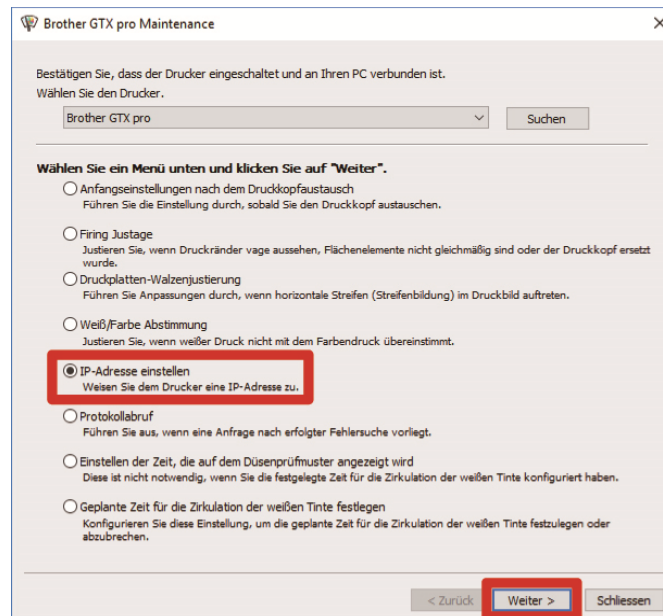 Brother GTX pro Maintenance
Bestätigen Sie, dass der Drucker eingeschaltet und an Ihren PC verbunden ist.
Wählen Sie den Drucker.
Brother GTX pro
Suchen
Wählen Sie ein Menü unten und klicken Sie auf "Weiter".
Anfangseinstellungen nach dem Druckkopfaustausch
Führen Sie die Einstellung durch, sobald Sie den Druckkopf austauschen.
Firing Justage
Justieren Sie, wenn Druckränder vage aussehen, Flächenelemente nicht gleichmäßig sind oder der Druckkopf ersetzt
wurde.
Druckplatten-Walzenjustierung
Führen Sie Anpassungen durch, wenn horizontale Streifen (Streifenbildung) im Druckbild auftreten.
Weiß/Farbe Abstimmung
Justieren Sie, wenn weißer Druck nicht mit dem Farbendruck übereinstimmt.
IP-Adresse einstellen
Weisen Sie dem Drucker eine IP-Adresse zu.
Protokollabruf
Führen Sie aus, wenn eine Anfrage nach erfolgter Fehlersuche vorliegt.
Einstellen der Zeit, die auf dem Düsenprüfmuster angezeigt wird
Diese ist nicht notwendig, wenn Sie die festgelegte Zeit für die Zirkulation der weißen Tinte konfiguriert haben.
Geplante Zeit für die Zirkulation der weißen Tinte festlegen
Konfigurieren Sie diese Einstellung, um die geplante Zeit für die Zirkulation der weißen Tinte festzulegen oder
abzubrechen.
< Zurück
Weiter >
Schliessen